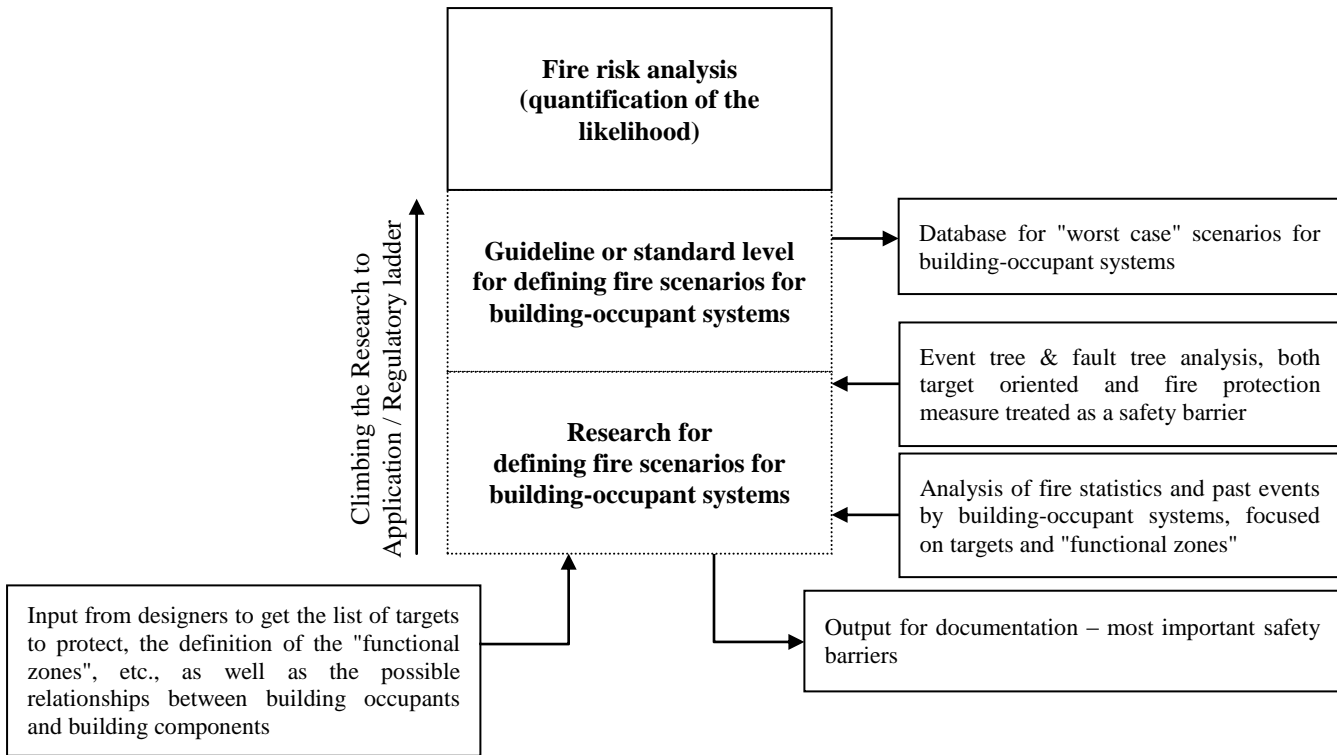 Fire risk analysis
(quantification of the
likelihood)
Climbing the Research to
Application / Regulatory ladder
Guideline or standard level
for defining fire scenarios for
building-occupant systems
Database for "worst case" scenarios for
building-occupant systems
Event tree & fault tree analysis, both
target oriented and fire protection
measure treated as a safety barrier
Research for
defining fire scenarios for
building-occupant systems
Analysis of fire statistics and past events
by building-occupant systems, focused
on targets and "functional zones"
Input from designers to get the list of targets
to protect, the definition of the "functional
zones", etc., as well as the possible
relationships between building occupants
and building components
Output for documentation – most important safety
barriers